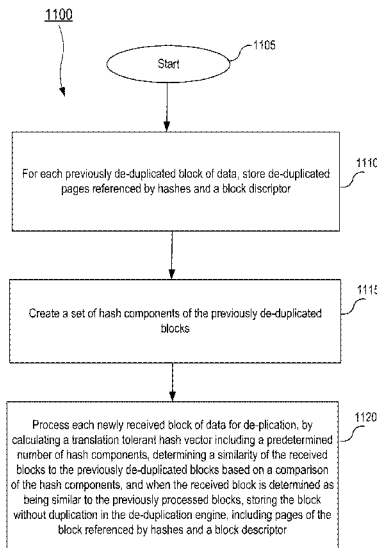 1100
1105
Start
For each previously de-duplicated block of data, store de-duplicated
pages referenced by hashes and a block discriptor
1110
Create a set of hash components of the previously de-duplicated
blocks
1115
Process each newly received block of data for de-plication, by
calculating a translation tolerant hash vector including a predetermined
number of hash components, determining a similarity of the received
blocks to the previously de-duplicated blocks based on a comparison
of the hash components, and when the received block is determined as
being similar to the previously processed blocks, storing the block
without duplication in the de-duplication engine, including pages of
the block referenced by hashes and a block descriptor
1120